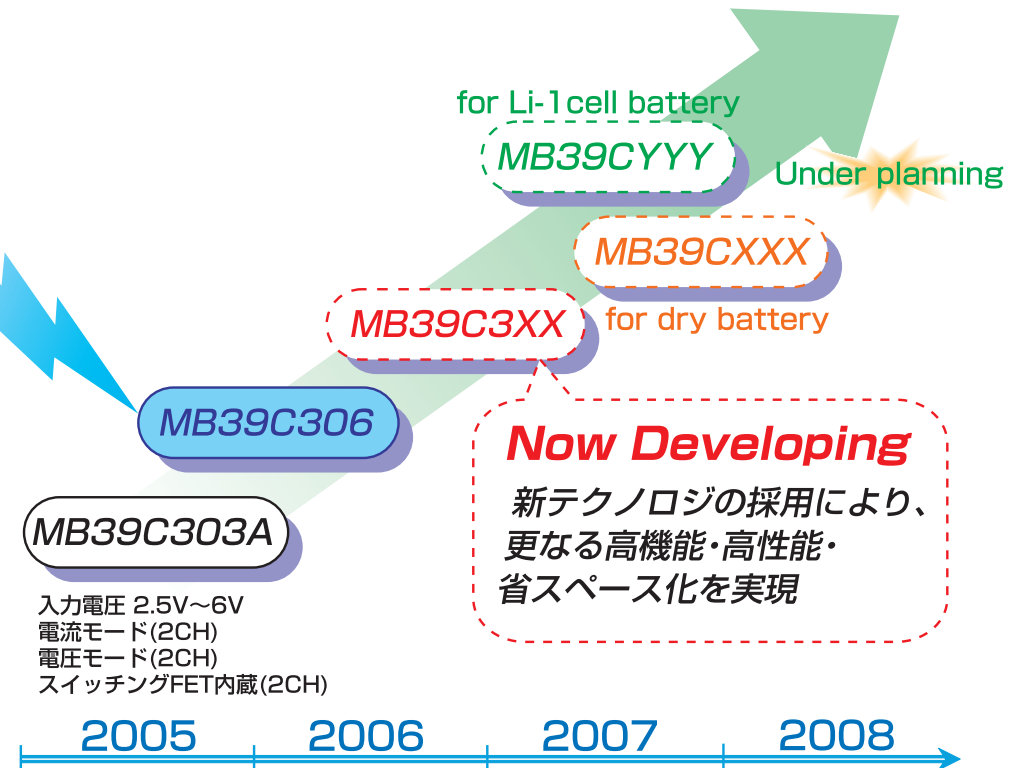 for Li-1cell battery
MB39CYYY
Under planning
MB39CXXX
for dry battery
MB39C3XX
MB39C306
Now Developing
新テクノロジの採用により、
更なる高機能・高性能・
省スペース化を実現
MB39C303A
入力電圧 2.5V～6V
電流モード(2CH)
電圧モード(2CH)
スイッチングFET内蔵(2CH)
2005 2006 2007 2008